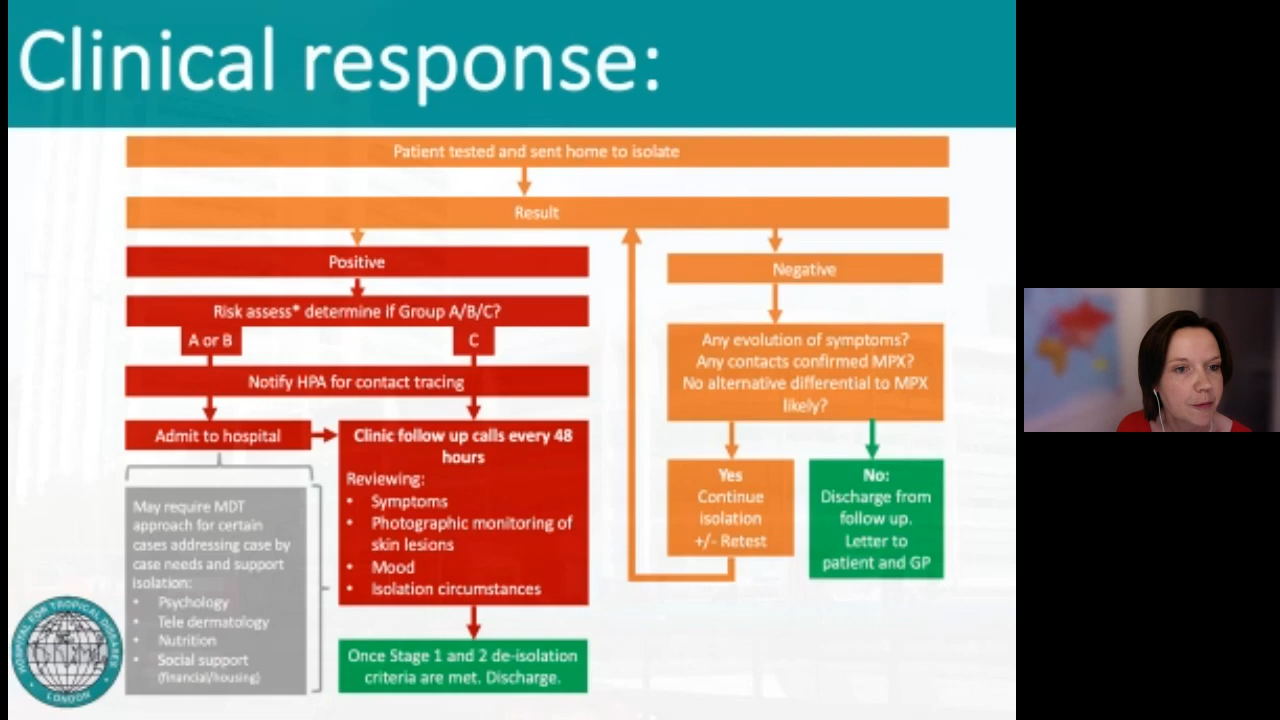 Clinical response:
Patient tested and sent home to isolate
Result
Positive
Negative
Risk assess* determine if Group A/B/C?
A or B
C
Notify HPA for contact tracing
Admit to hospital
Clinic follow up calls every 48
hours
Reviewing:
• Symptoms
• Photographic monitoring of
skin lesions
• Mood
• Isolation circumstances
May require MDT
approach for certain
cases addressing case by
case needs and support
isolation:
• Psychology
• Tele dermatology
• Nutrition
• Social support
(financial/housing)
Once Stage 1 and 2 de-isolation
criteria are met. Discharge.
Any evolution of symptoms?
Any contacts confirmed MPX?
No alternative differential to MPX
likely?
Yes
Continue
isolation
+/- Retest
No:
Discharge from
follow up.
Letter to
patient and GP
HOSPITAL FOR TROPICAL DISEASES
LONDON